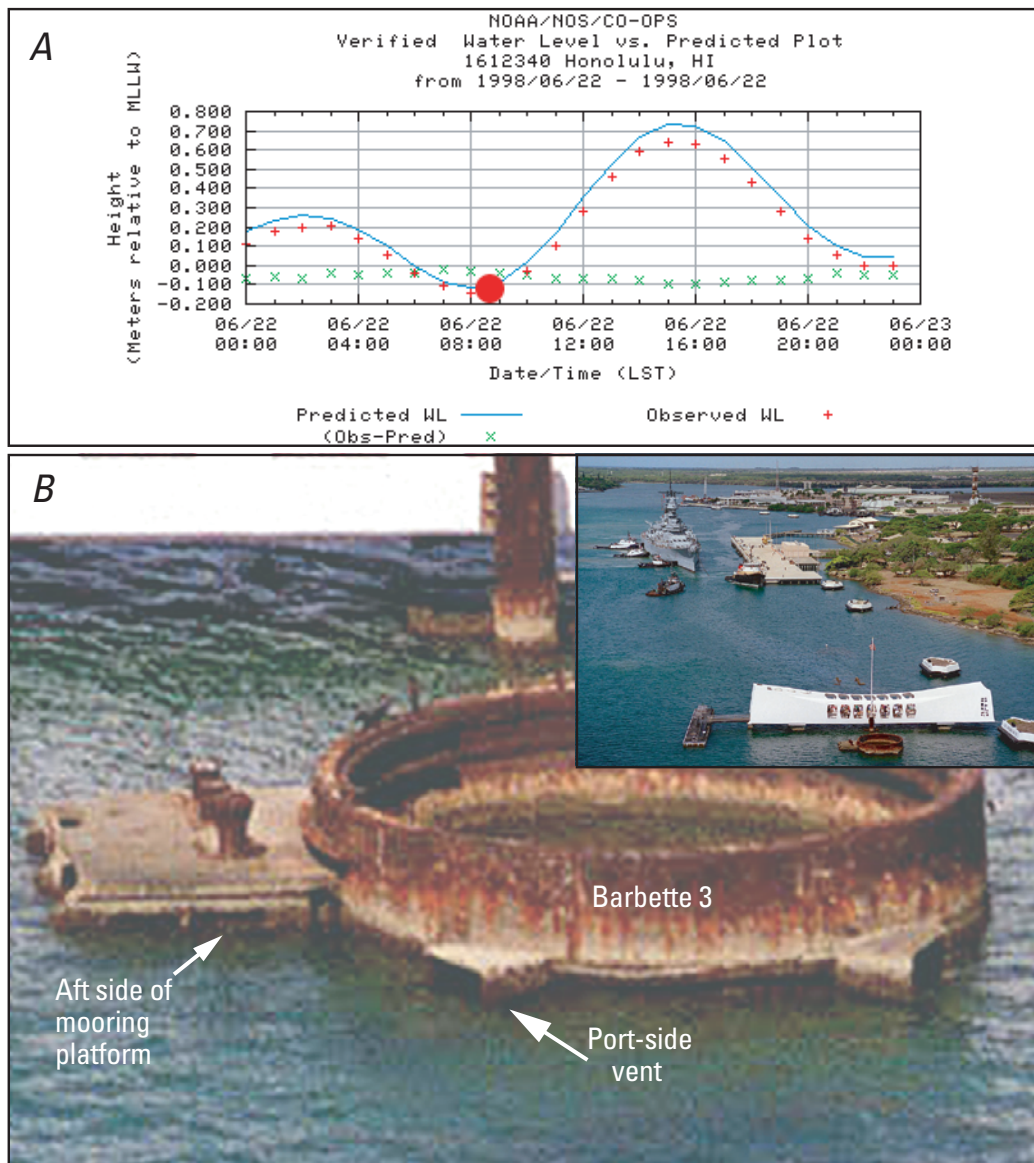 A
NOAA/NOS/CO-OPS
Verified Water Level vs. Predicted Plot
1612340 Honolulu, HI
from 1998/06/22 - 1998/06/22
Height
(Meters relative to MLLW)
0.800
0.700
0.600
0.500
0.400
0.300
0.200
0.100
0.000
-0.100
-0.200
06/22 06/22 06/22 06/22 06/22 06/22 06/23
00:00 04:00 08:00 12:00 16:00 20:00 00:00
Date/Time (LST)
Predicted WL Observed WL
(Obs-Pred)
B
Barbette 3
Aft side of
mooring
platform
Port-side
vent